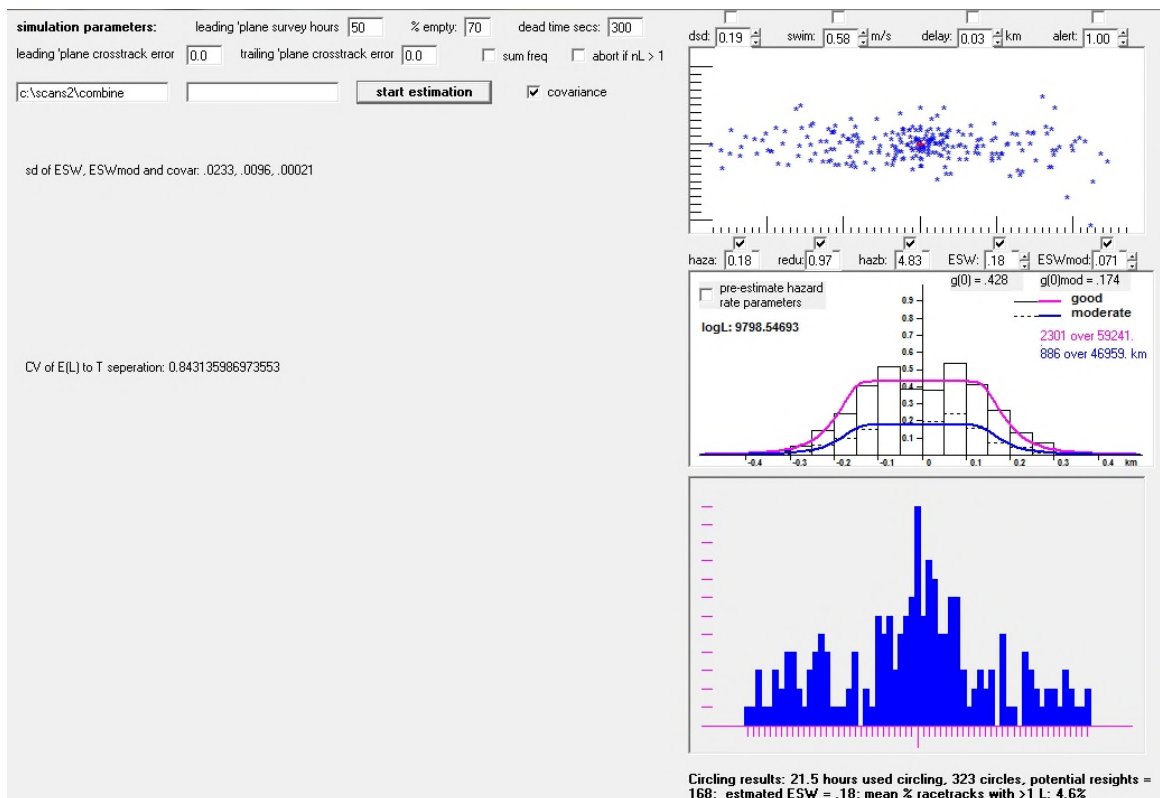 simulation parameters: leading 'plane survey hours 50 % empty: 70 dead time secs: 300
leading 'plane crosstrack error 0.0 trailing 'plane crosstrack error 0.0 sum freq abort if nL > 1
c:\scans2\combine start estimation covariance
sd of ESW, ESWmod and covar: .0233, .0096, .00021
CV of E(L) to T seperation: 0.843135986973553
dsd: 0.19 swim: 0.58 m/s delay: 0.03 km alert: 1.00
haza: 0.18 redu: 0.97 hazb: 4.83 ESW: .18 ESWmod: .071
pre-estimate hazard
rate parameters
g(0) = .428 g(0)mod = .174
good
moderate
logL: 9798.54693
2301 over 59241.
886 over 46959. km
0.9
0.8
0.7
0.6
0.5
0.4
0.3
0.2
0.1
-0.4 -0.3 -0.2 -0.1 0 0.1 0.2 0.3 0.4 km
Circling results: 21.5 hours used circling, 323 circles, potential resights =
168; estmated ESW = .18; mean % racetracks with >1 L: 4.6%